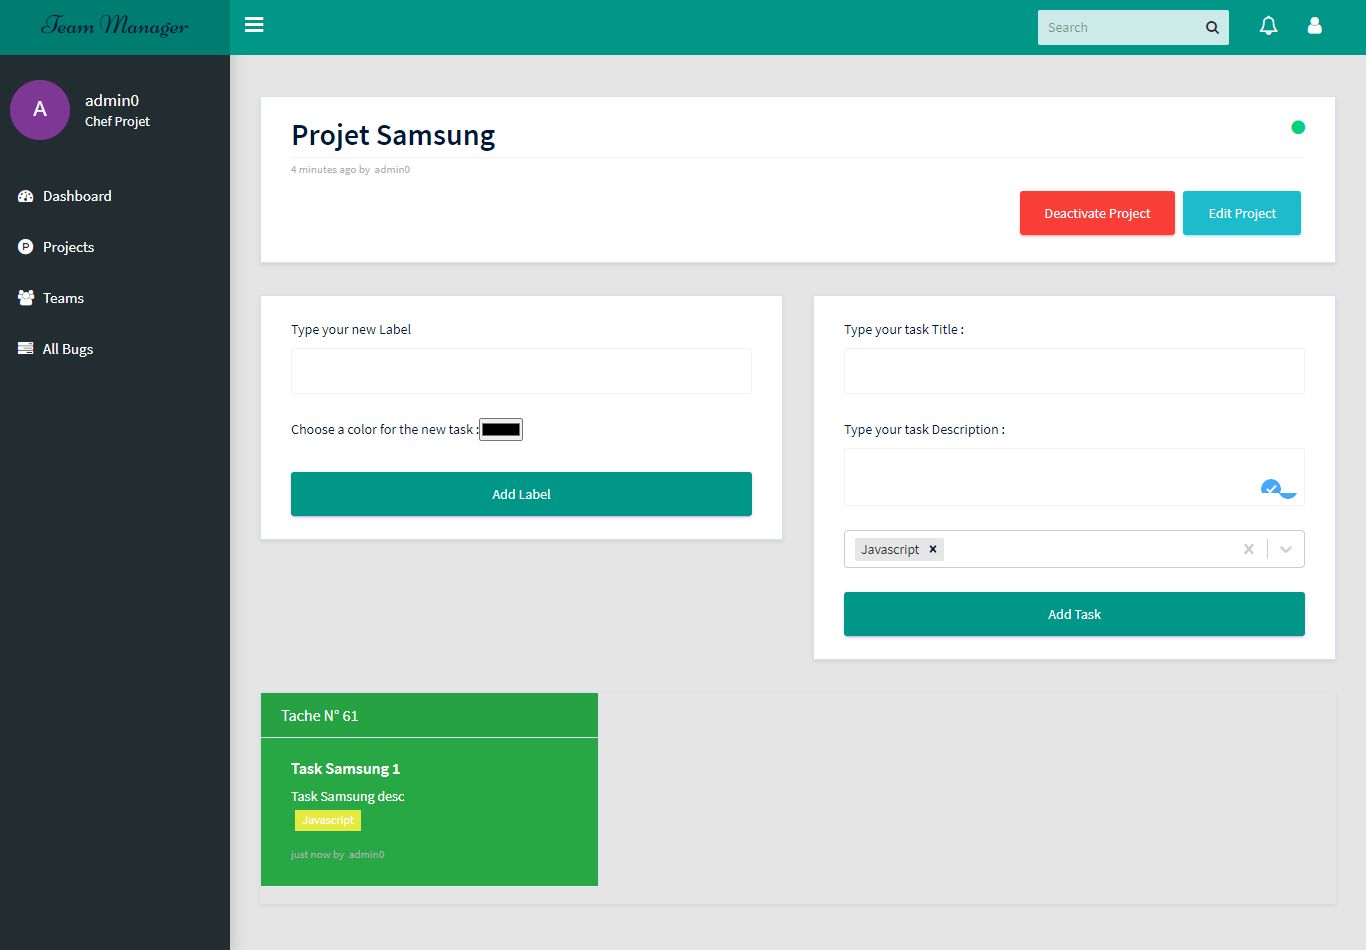 Team Manager
Search
A
admin0
Chef Projet
Dashboard
Projects
Teams
All Bugs
Projet Samsung
4 minutes ago by admin0
Deactivate Project
Edit Project
Type your new Label
Choose a color for the new task :
Add Label
Type your task Title :
Type your task Description :
Javascript
Add Task
Tache N° 61
Task Samsung 1
Task Samsung desc
Javascript
just now by admin0